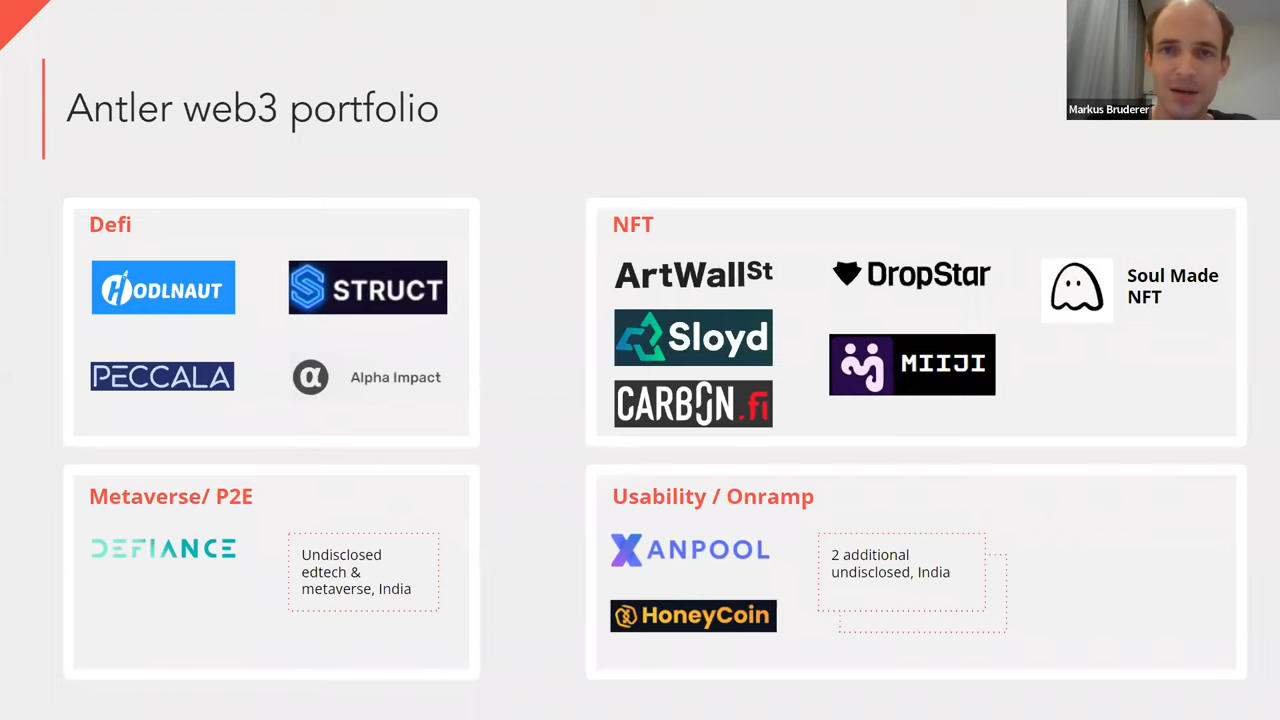 Antler web3 portfolio
Markus Bruderer
Defi
HODLNAUT
STRUCT
PECCALA
α
Alpha Impact
NFT
ArtWallSt
DropStar
Soul Made
NFT
Sloyd
MIIJI
CARBON.fi
Metaverse/ P2E
DEFIANCE
Undisclosed
edtech &
metaverse, India
Usability / Onramp
XANPOOL
HoneyCoin
2 additional
undisclosed, India